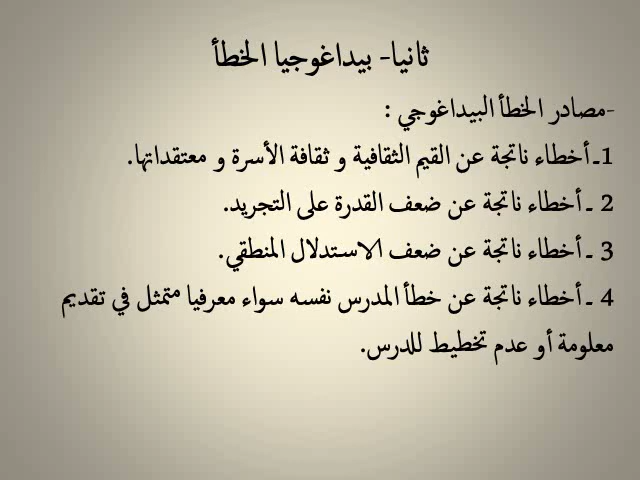 ثانيا- بيداغوجيا الخطأ
-مصادر الخطأ البيداغوجي :
1ـ أخطاء ناتجة عن القيم الثقافية و ثقافة الأسرة و معتقداتها.
2 ـ أخطاء ناتجة عن ضعف القدرة على التجريد.
3 ـ أخطاء ناتجة عن ضعف الاستدلال المنطقي.
4 ـ أخطاء ناتجة عن خطأ المدرس نفسه سواء معرفيا متمثل في تقديم
معلومة أو عدم تخطيط للدرس.